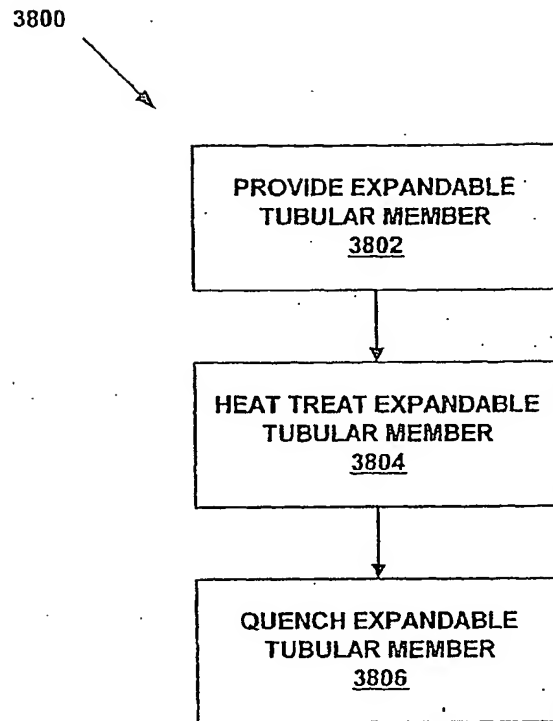 3800
PROVIDE EXPANDABLE
TUBULAR MEMBER
3802
HEAT TREAT EXPANDABLE
TUBULAR MEMBER
3804
QUENCH EXPANDABLE
TUBULAR MEMBER
3806